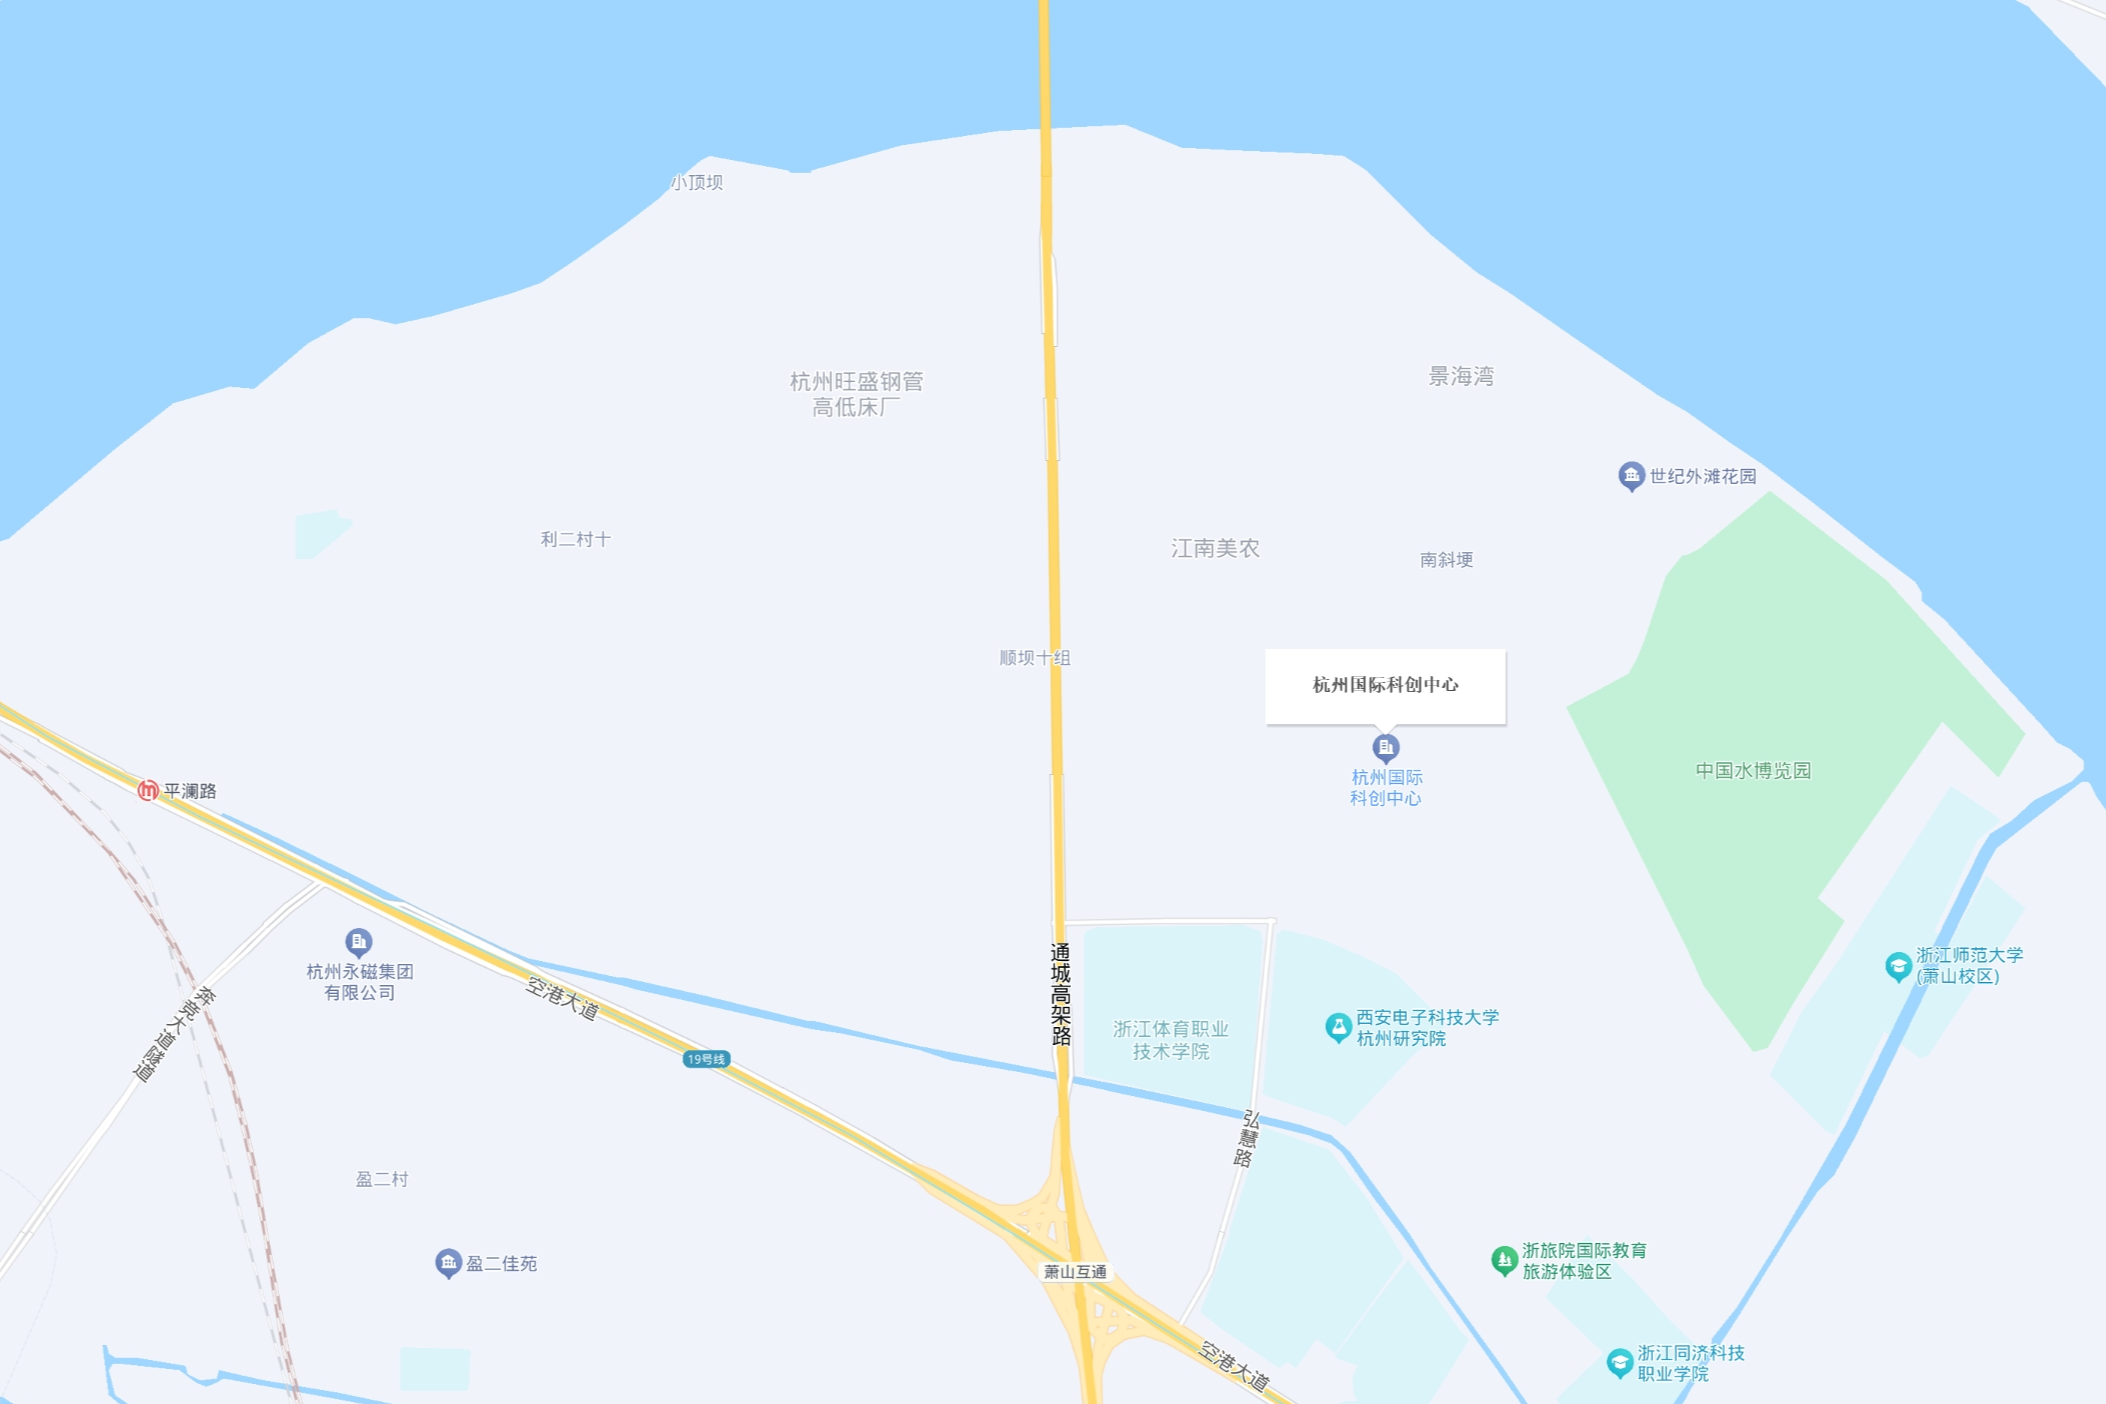 小顶坝
杭州旺盛钢管
高低床厂
景海湾
世纪外滩花园
利二村十
江南美农
南斜埂
顺坝十组
杭州国际科创中心
杭州国际
科创中心
中国水博览园
平澜路
杭州永磁集团
有限公司
奔竞大道隧道
空港大道
19号线
通城高架路
浙江体育职业
技术学院
西安电子科技大学
杭州研究院
浙江师范大学
(萧山校区)
弘慧路
盈二村
盈二佳苑
萧山互通
浙旅院国际教育
旅游体验区
空港大道
浙江同济科技
职业学院